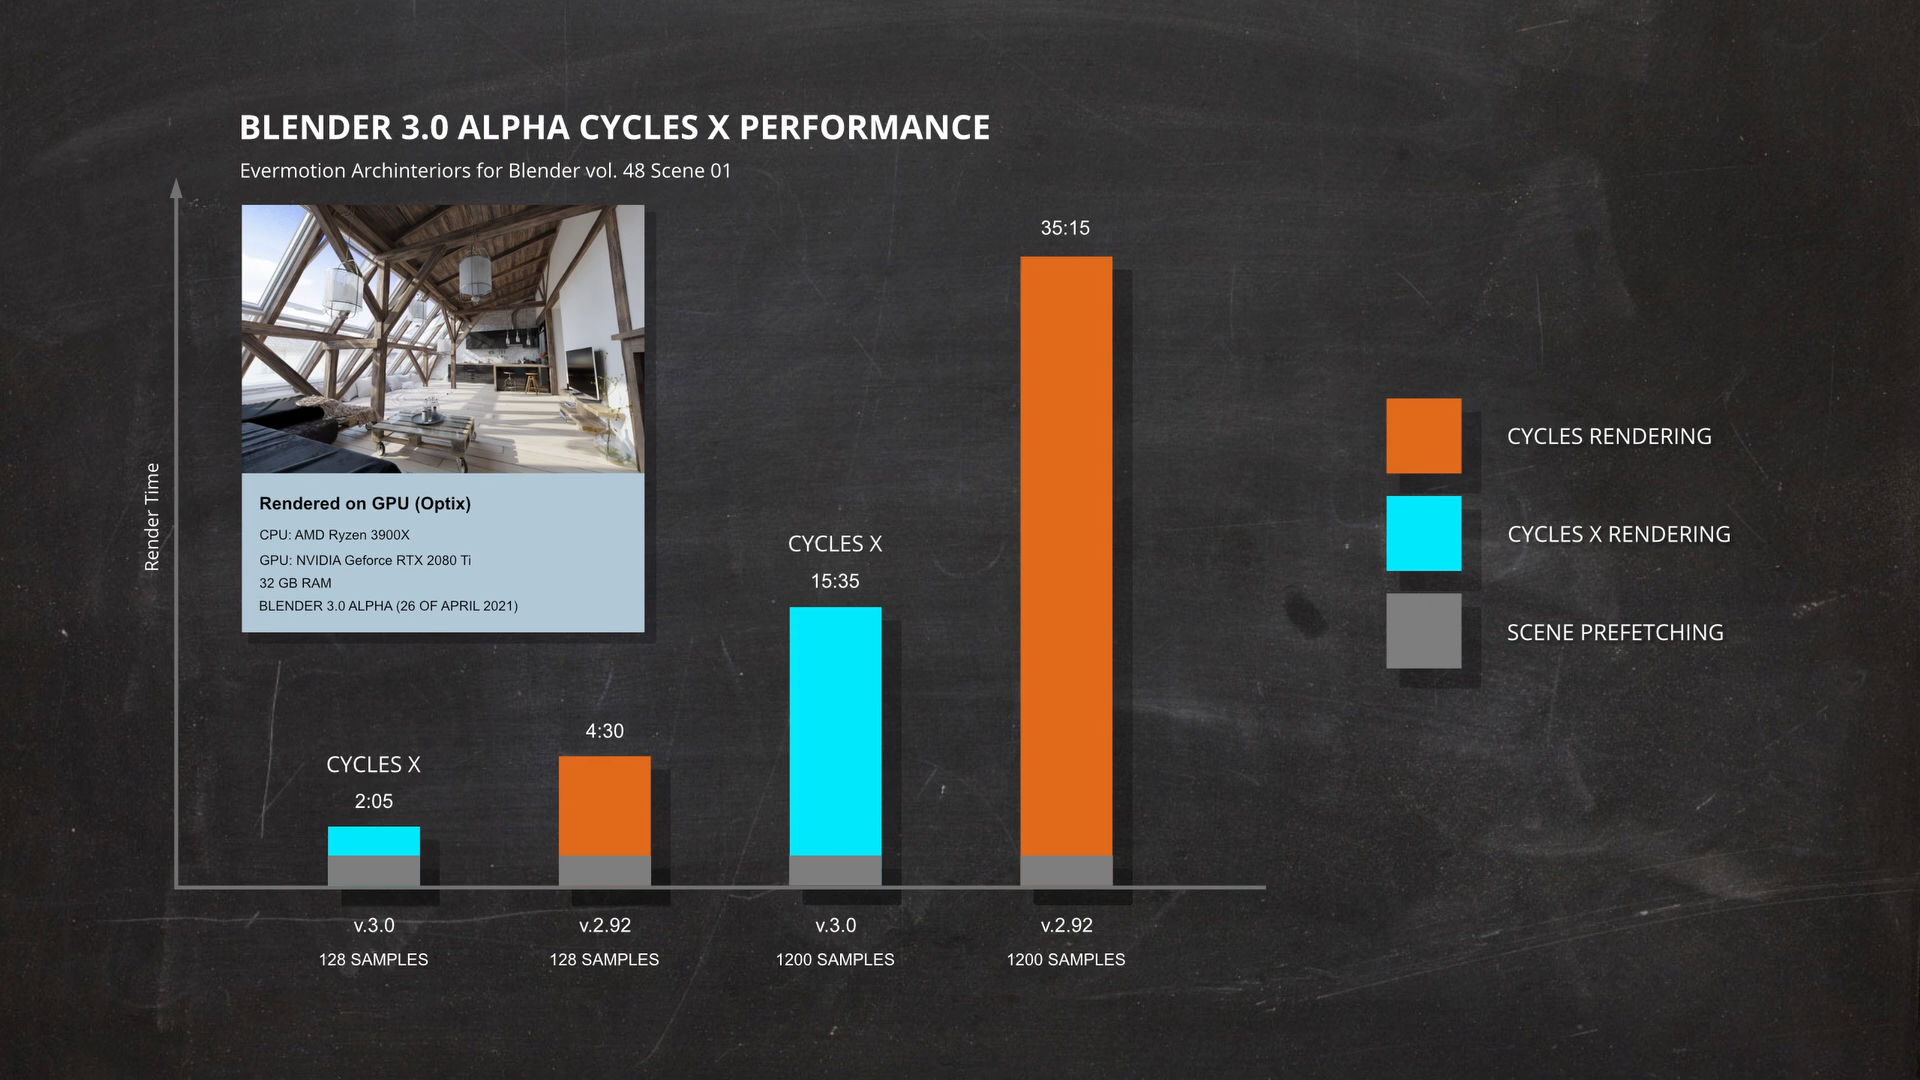 BLENDER 3.0 ALPHA CYCLES X PERFORMANCE
Evermotion Archinteriors for Blender vol. 48 Scene 01
Render Time
Rendered on GPU (Optix)
CPU: AMD Ryzen 3900X
GPU: NVIDIA Geforce RTX 2080 Ti
32 GB RAM
BLENDER 3.0 ALPHA (26 OF APRIL 2021)
CYCLES X
2:05
4:30
CYCLES X
15:35
35:15
v.3.0
128 SAMPLES
v.2.92
128 SAMPLES
v.3.0
1200 SAMPLES
v.2.92
1200 SAMPLES
CYCLES RENDERING
CYCLES X RENDERING
SCENE PREFETCHING